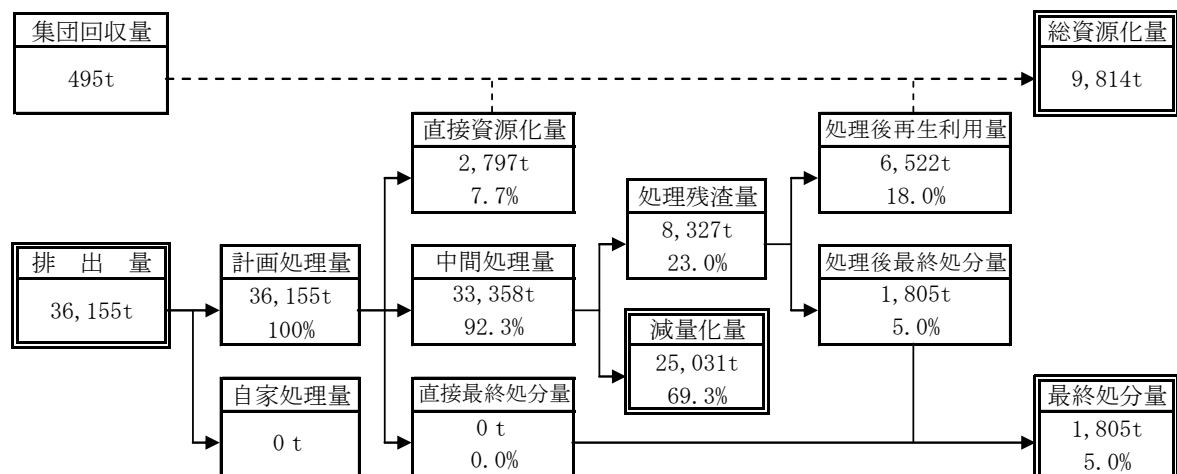 集団回収量
495t
総資源化量
9,814t
直接資源化量
2,797t
7.7%
処理後再生利用量
6,522t
18.0%
処理残渣量
8,327t
23.0%
排　出　量
36,155t
計画処理量
36,155t
100%
中間処理量
33,358t
92.3%
処理後最終処分量
1,805t
5.0%
減量化量
25,031t
69.3%
自家処理量
0 t
直接最終処分量
0 t
0.0%
最終処分量
1,805t
5.0%